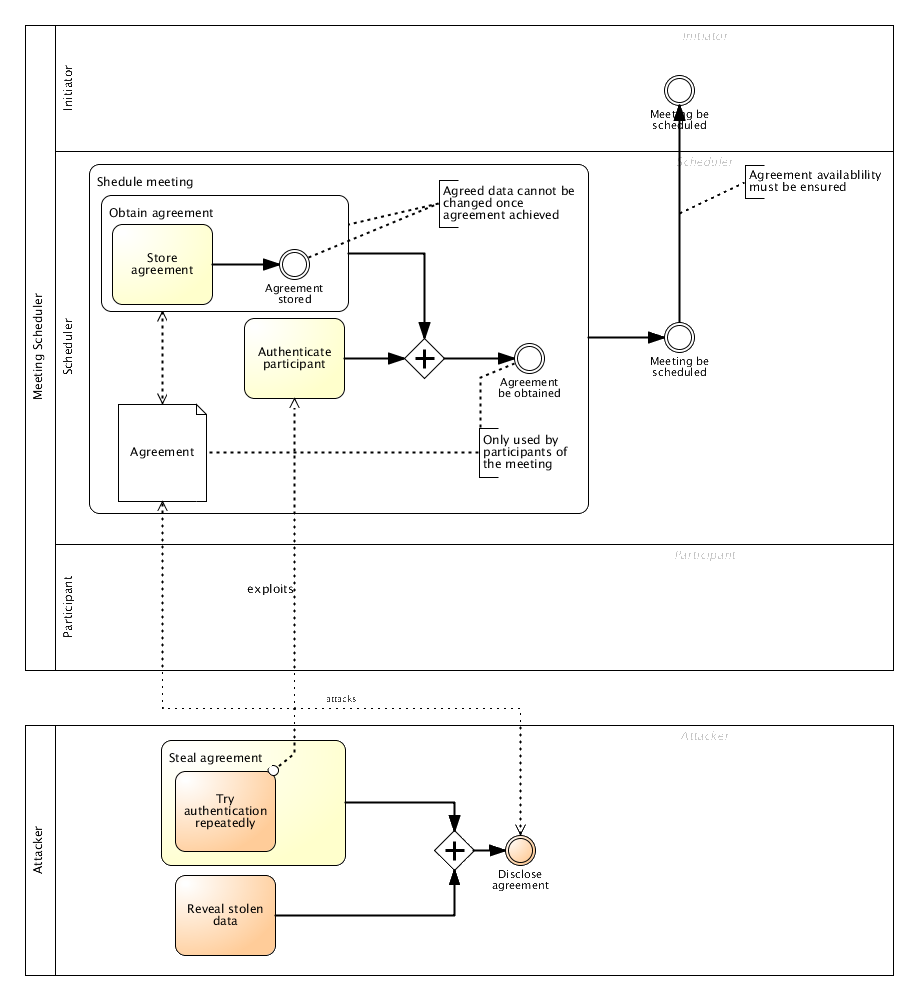 Initiator
Initiator
Meeting be
scheduled
Meeting Scheduler
Scheduler
Scheduler
Shedule meeting
Obtain agreement
Store
agreement
Agreement
stored
Agreed data cannot be
changed once
agreement achieved
Agreement availablility
must be ensured
Authenticate
participant
Agreement
be obtained
Meeting be
scheduled
Agreement
Only used by
participants of
the meeting
Participant
Participant
exploits
attacks
Attacker
Attacker
Steal agreement
Try
authentication
repeatedly
Disclose
agreement
Reveal stolen
data